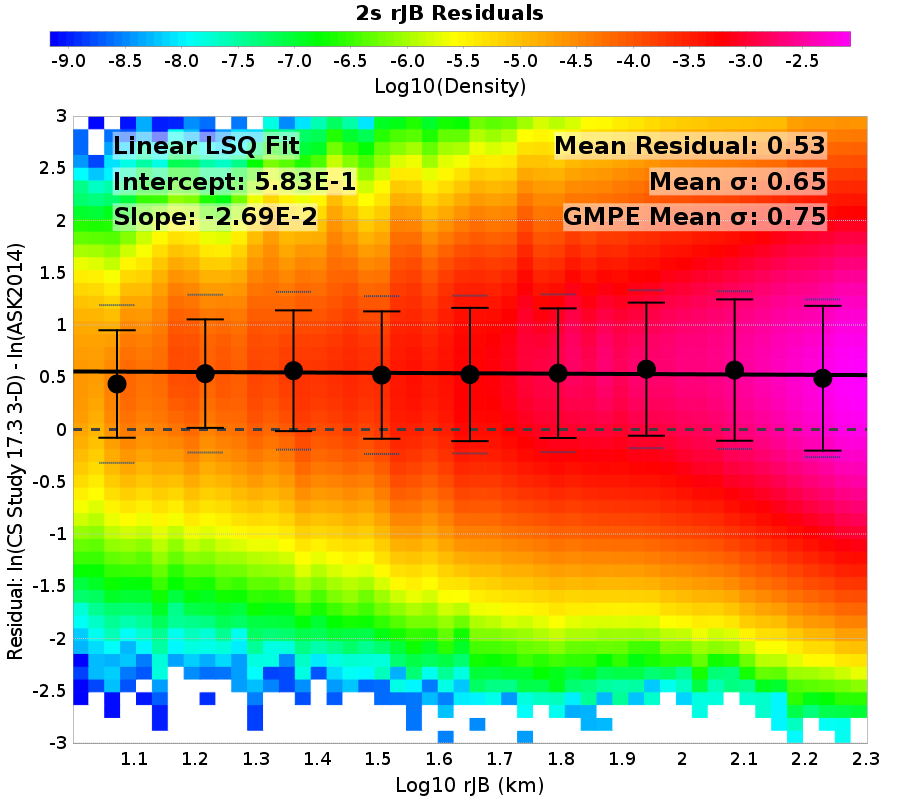 2s rJB Residuals
-9.0 -8.5 -8.0 -7.5 -7.0 -6.5 -6.0 -5.5 -5.0 -4.5 -4.0 -3.5 -3.0 -2.5
Log10(Density)
Linear LSQ Fit
Intercept: 5.83E-1
Slope: -2.69E-2
Mean Residual: 0.53
Mean σ: 0.65
GMPE Mean σ: 0.75
Residual: ln(CS Study 17.3 3-D) - ln(ASK2014)
3
2.5
2
1.5
1
0.5
0
-0.5
-1
-1.5
-2
-2.5
-3
1.1 1.2 1.3 1.4 1.5 1.6 1.7 1.8 1.9 2 2.1 2.2 2.3
Log10 rJB (km)